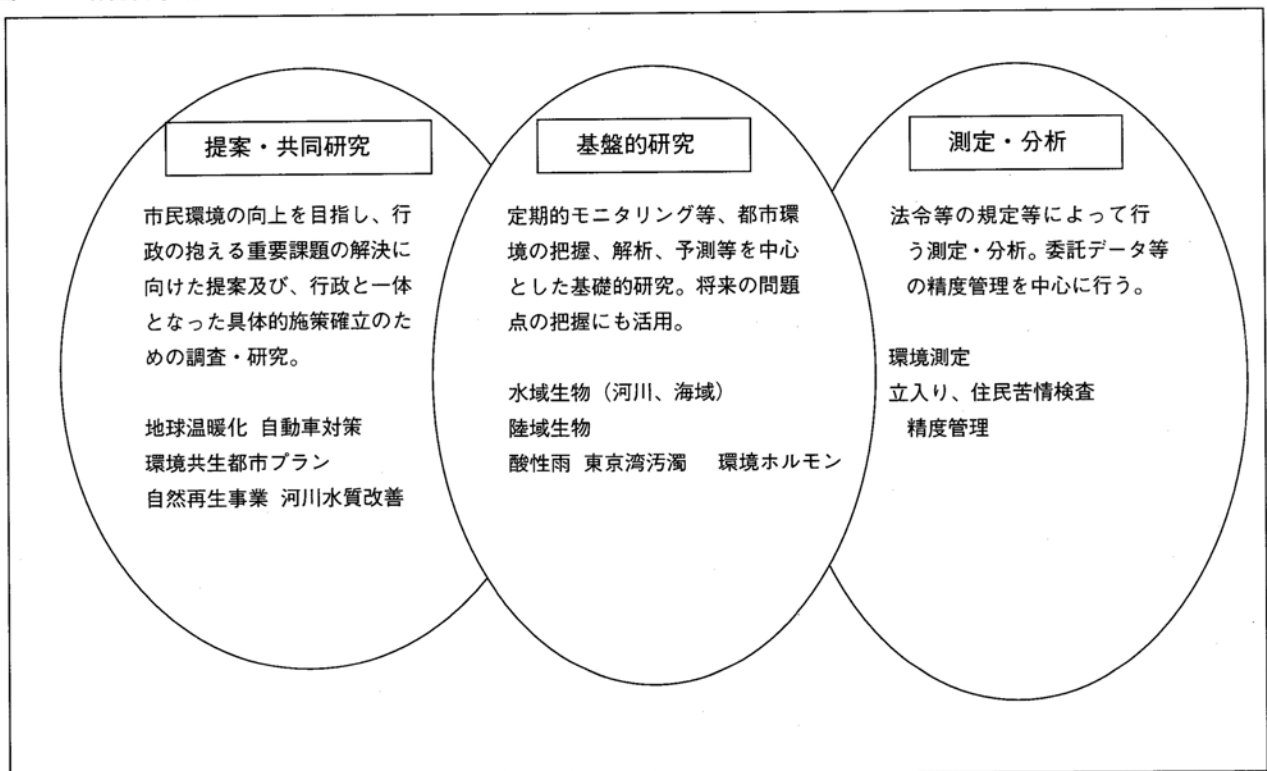 提案・共同研究
市民環境の向上を目指し、行
政の抱える重要課題の解決に
向けた提案及び、行政と一体
となった具体的施策確立のた
めの調査・研究。
地球温暖化 自動車対策
環境共生都市プラン
自然再生事業 河川水質改善
基盤的研究
定期的モニタリング等、都市環
境の把握、解析、予測等を中心
とした基礎的研究。将来の問題
点の把握にも活用。
水域生物（河川、海域）
陸域生物
酸性雨 東京湾汚濁 環境ホルモン
測定・分析
法令等の規定等によって行
う測定・分析。委託データ等
の精度管理を中心に行う。
環境測定
立入り、住民苦情検査
精度管理